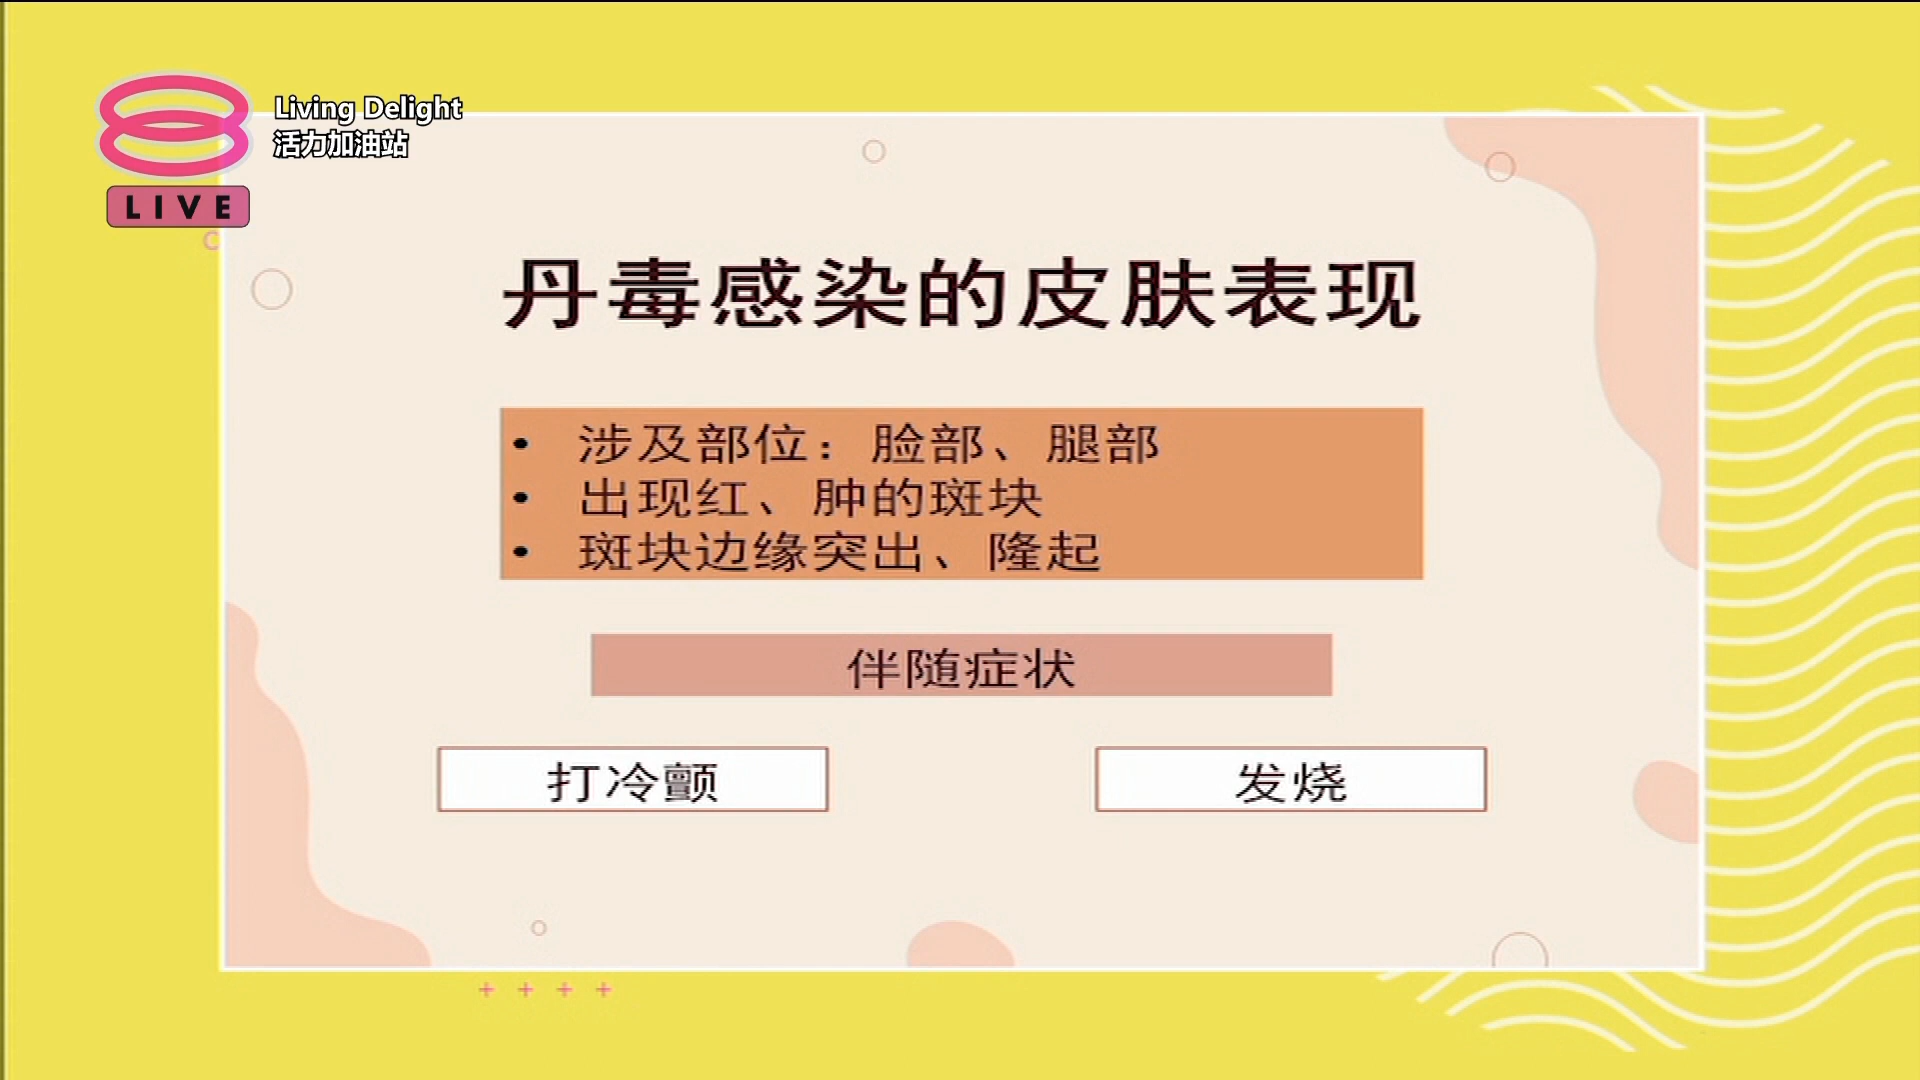 Living Delight
活力加油站
LIVE
丹毒感染的皮肤表现
• 涉及部位：脸部、腿部
• 出现红、肿的斑块
• 斑块边缘突出、隆起
伴随症状
打冷颤
发烧